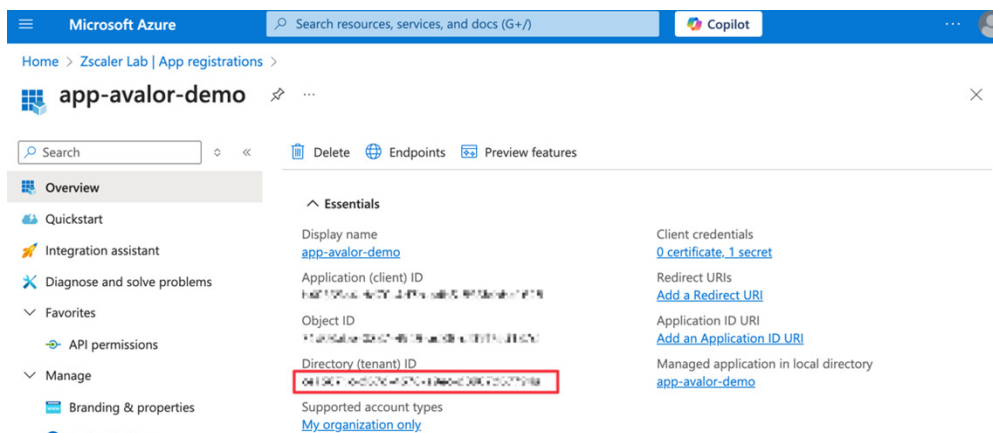 Microsoft Azure
Search resources, services, and docs (G+/)
Copilot
Home > Zscaler Lab | App registrations >
app-avalor-demo
Search
Delete
Endpoints
Preview features
Overview
Quickstart
Integration assistant
Diagnose and solve problems
Favorites
API permissions
Manage
Branding & properties
Essentials
Display name
app-avalor-demo
Application (client) ID
Object ID
Directory (tenant) ID
Supported account types
My organization only
Client credentials
0 certificate, 1 secret
Redirect URIs
Add a Redirect URI
Application ID URI
Add an Application ID URI
Managed application in local directory
app-avalor-demo